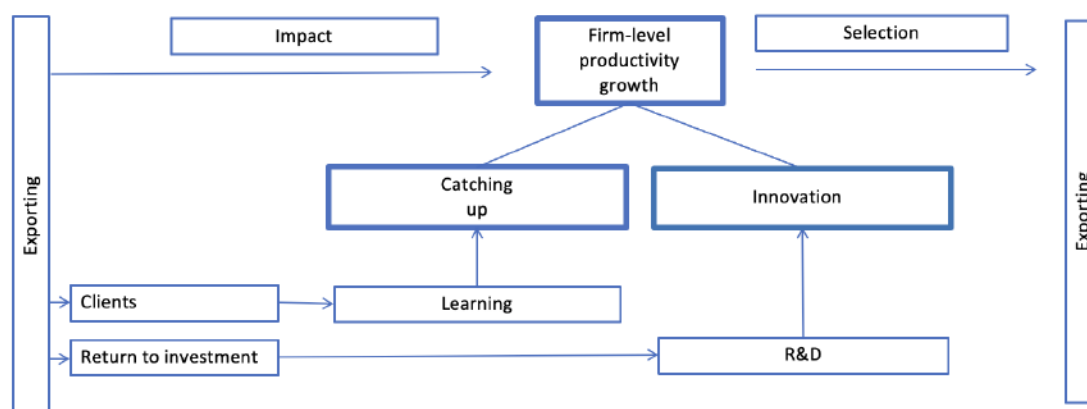 Exporting
Impact
Firm-level
productivity
growth
Selection
Catching
up
Innovation
Clients
Learning
Return to investment
R&D
Exporting